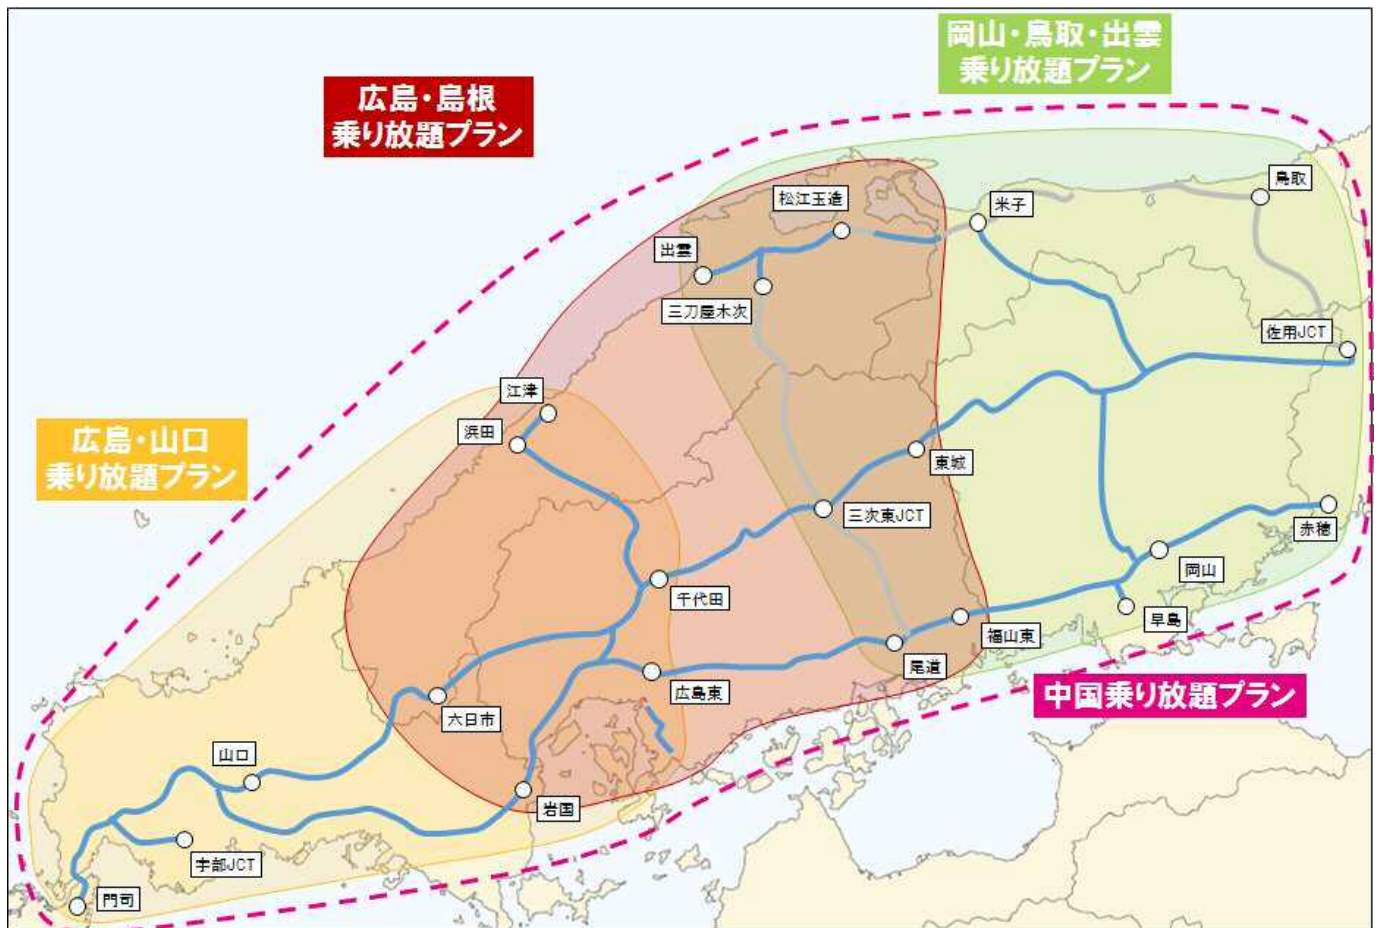 岡山・鳥取・出雲
乗り放題プラン
広島・島根
乗り放題プラン
鳥取
松江玉造
米子
出雲
三刀屋木次
佐用JCT
江津
浜田
広島・山口
乗り放題プラン
東城
三次東JCT
赤穂
岡山
千代田
早島
福山東
尾道
広島東
中国乗り放題プラン
六日市
山口
岩国
宇部JCT
門司